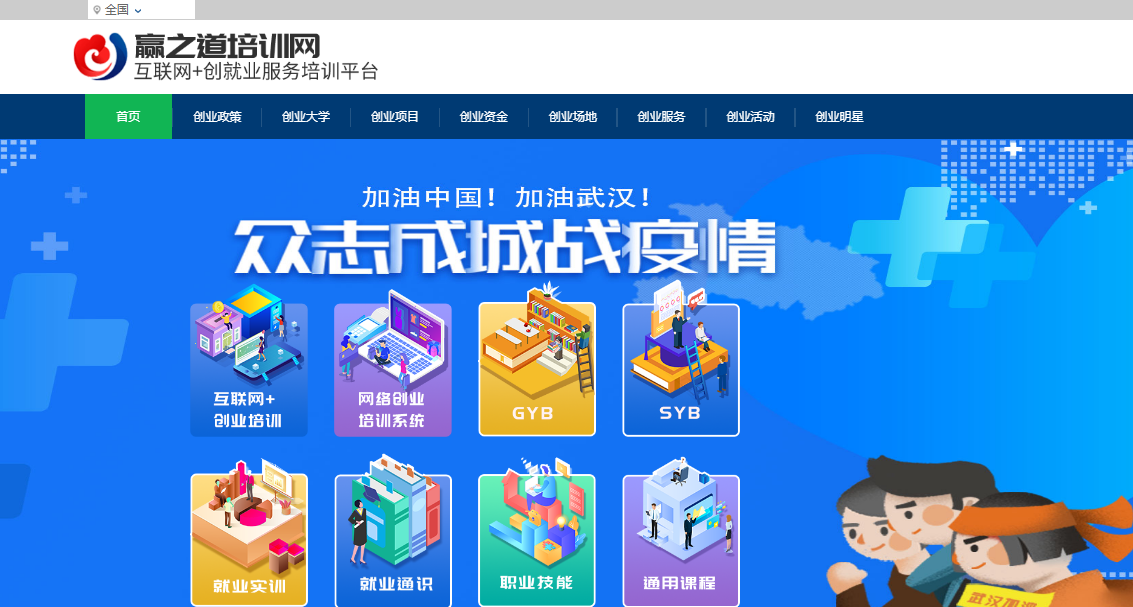 全国
赢之道培训网
互联网+创就业服务培训平台
首页 创业政策 创业大学 创业项目 创业资金 创业场地 创业服务 创业活动 创业明星
加油中国！加油武汉！
众志成城战疫情
互联网+
创业培训
网络创业
培训系统
GYB
SYB
就业实训
就业通识
职业技能
通用课程
武汉加油